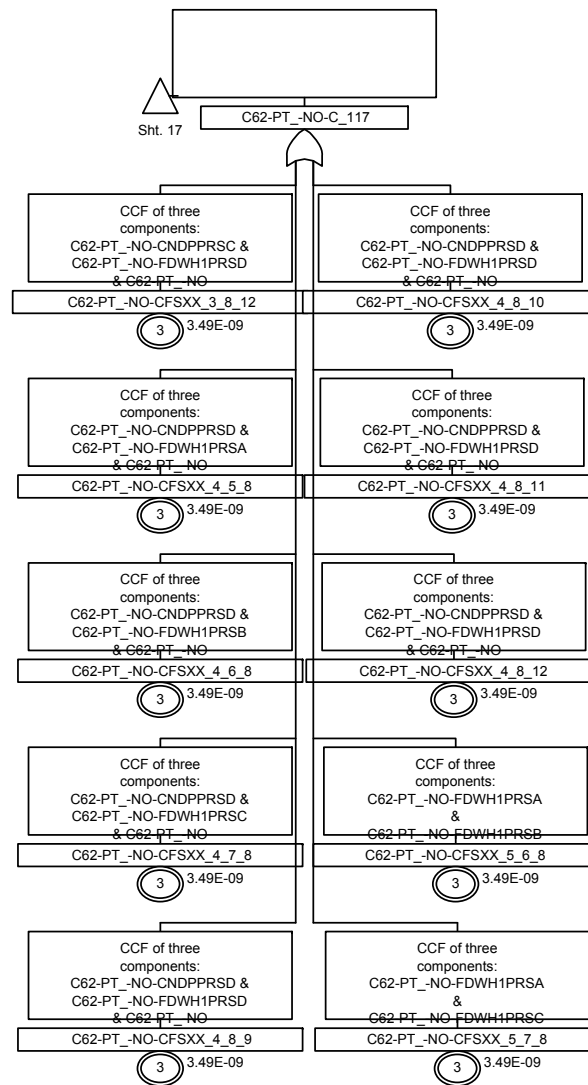 Sht. 17
C62-PT_-NO-C_117
CCF of three
components:
C62-PT_-NO-CNDPPRSC &
C62-PT_-NO-FDWH1PRSD
& C62-PT_-NO
C62-PT_-NO-CFSXX_3_8_12
3
3.49E-09
CCF of three
components:
C62-PT_-NO-CNDPPRSD &
C62-PT_-NO-FDWH1PRSD
& C62-PT_-NO
C62-PT_-NO-CFSXX_4_8_10
3
3.49E-09
CCF of three
components:
C62-PT_-NO-CNDPPRSD &
C62-PT_-NO-FDWH1PRSA
& C62-PT_-NO
C62-PT_-NO-CFSXX_4_5_8
3
3.49E-09
CCF of three
components:
C62-PT_-NO-CNDPPRSD &
C62-PT_-NO-FDWH1PRSD
& C62-PT_-NO
C62-PT_-NO-CFSXX_4_8_11
3
3.49E-09
CCF of three
components:
C62-PT_-NO-CNDPPRSD &
C62-PT_-NO-FDWH1PRSB
& C62-PT_-NO
C62-PT_-NO-CFSXX_4_6_8
3
3.49E-09
CCF of three
components:
C62-PT_-NO-CNDPPRSD &
C62-PT_-NO-FDWH1PRSD
& C62-PT_-NO
C62-PT_-NO-CFSXX_4_8_12
3
3.49E-09
CCF of three
components:
C62-PT_-NO-CNDPPRSD &
C62-PT_-NO-FDWH1PRSC
& C62-PT_-NO
C62-PT_-NO-CFSXX_4_7_8
3
3.49E-09
CCF of three
components:
C62-PT_-NO-FDWH1PRSA
&
C62-PT_-NO-FDWH1PRSB
C62-PT_-NO-CFSXX_5_6_8
3
3.49E-09
CCF of three
components:
C62-PT_-NO-CNDPPRSD &
C62-PT_-NO-FDWH1PRSD
& C62-PT_-NO
C62-PT_-NO-CFSXX_4_8_9
3
3.49E-09
CCF of three
components:
C62-PT_-NO-FDWH1PRSA
&
C62-PT_-NO-FDWH1PRSC
C62-PT_-NO-CFSXX_5_7_8
3
3.49E-09